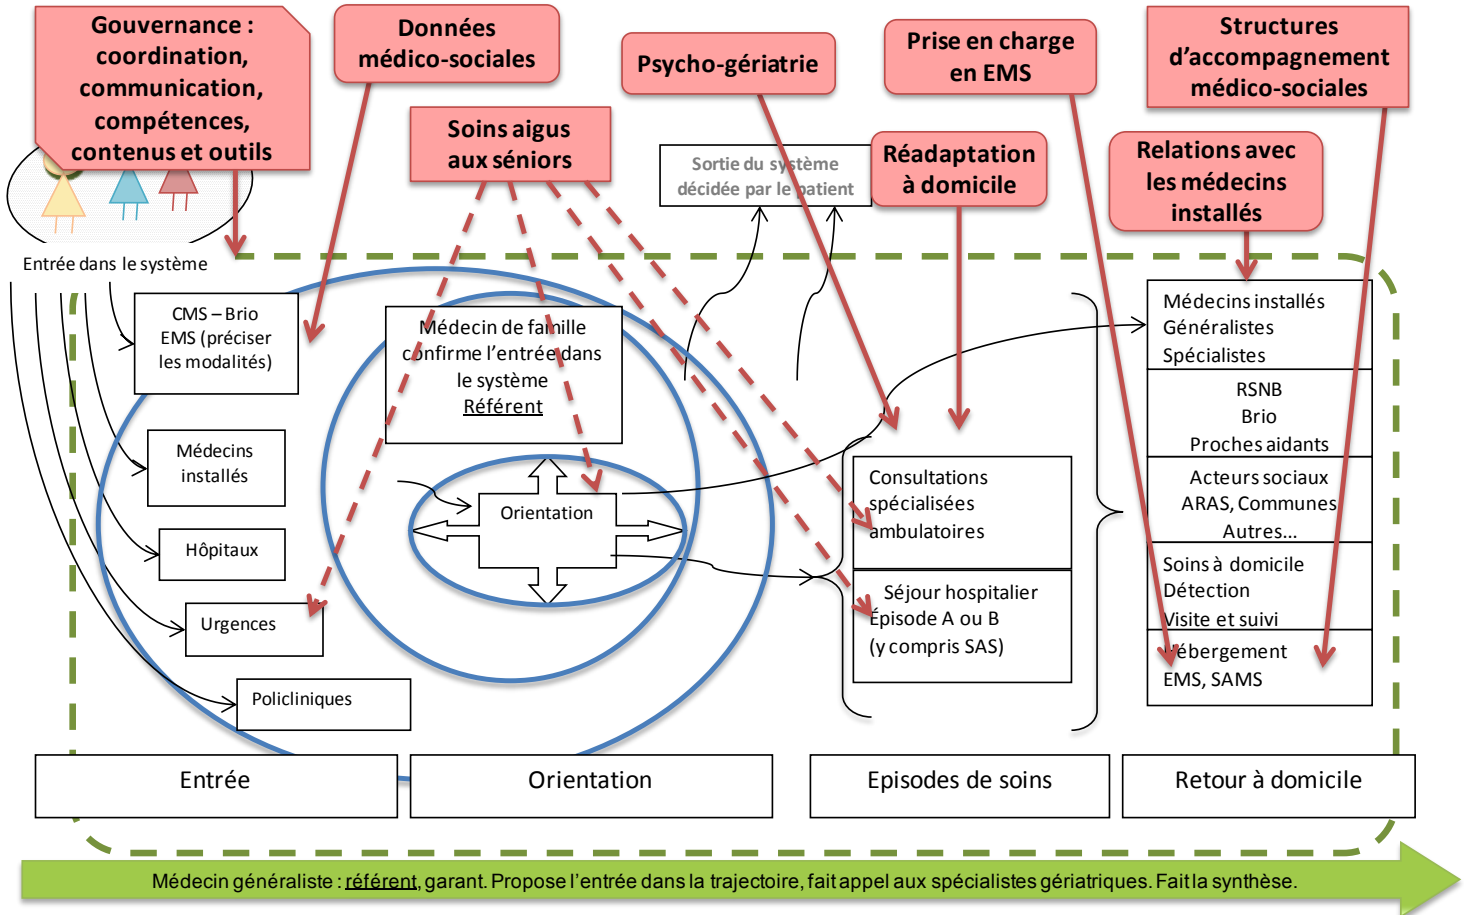 Gouvernance :
coordination,
communication,
compétences,
contenus et outils
Données
médico-sociales
Soins aigus
aux séniors
Psycho-gériatrie
Prise en charge
en EMS
Structures
d’accompagnement
médico-sociales
Sortie du système
décidée par le patient
Réadaptation
à domicile
Relations avec
les médecins
installés
Entrée dans le système
CMS – Brio
EMS (préciser
les modalités)
Médecins
installés
Hôpitaux
Urgences
Policliniques
Médecin de famille
confirme l’entrée dans
le système
Référent
Orientation
Consultations
spécialisées
ambulatoires
Séjour hospitalier
Épisode A ou B
(y compris SAS)
Médecins installés
Généralistes
Spécialistes
RSNB
Brio
Proches aidants
Acteurs sociaux
ARAS, Communes
Autres…
Soins à domicile
Détection
Visite et suivi
Hébergement
EMS, SAMS
Entrée
Orientation
Episodes de soins
Retour à domicile
Médecin généraliste : référent, garant. Propose l’entrée dans la trajectoire, fait appel aux spécialistes gériatriques. Fait la synthèse.